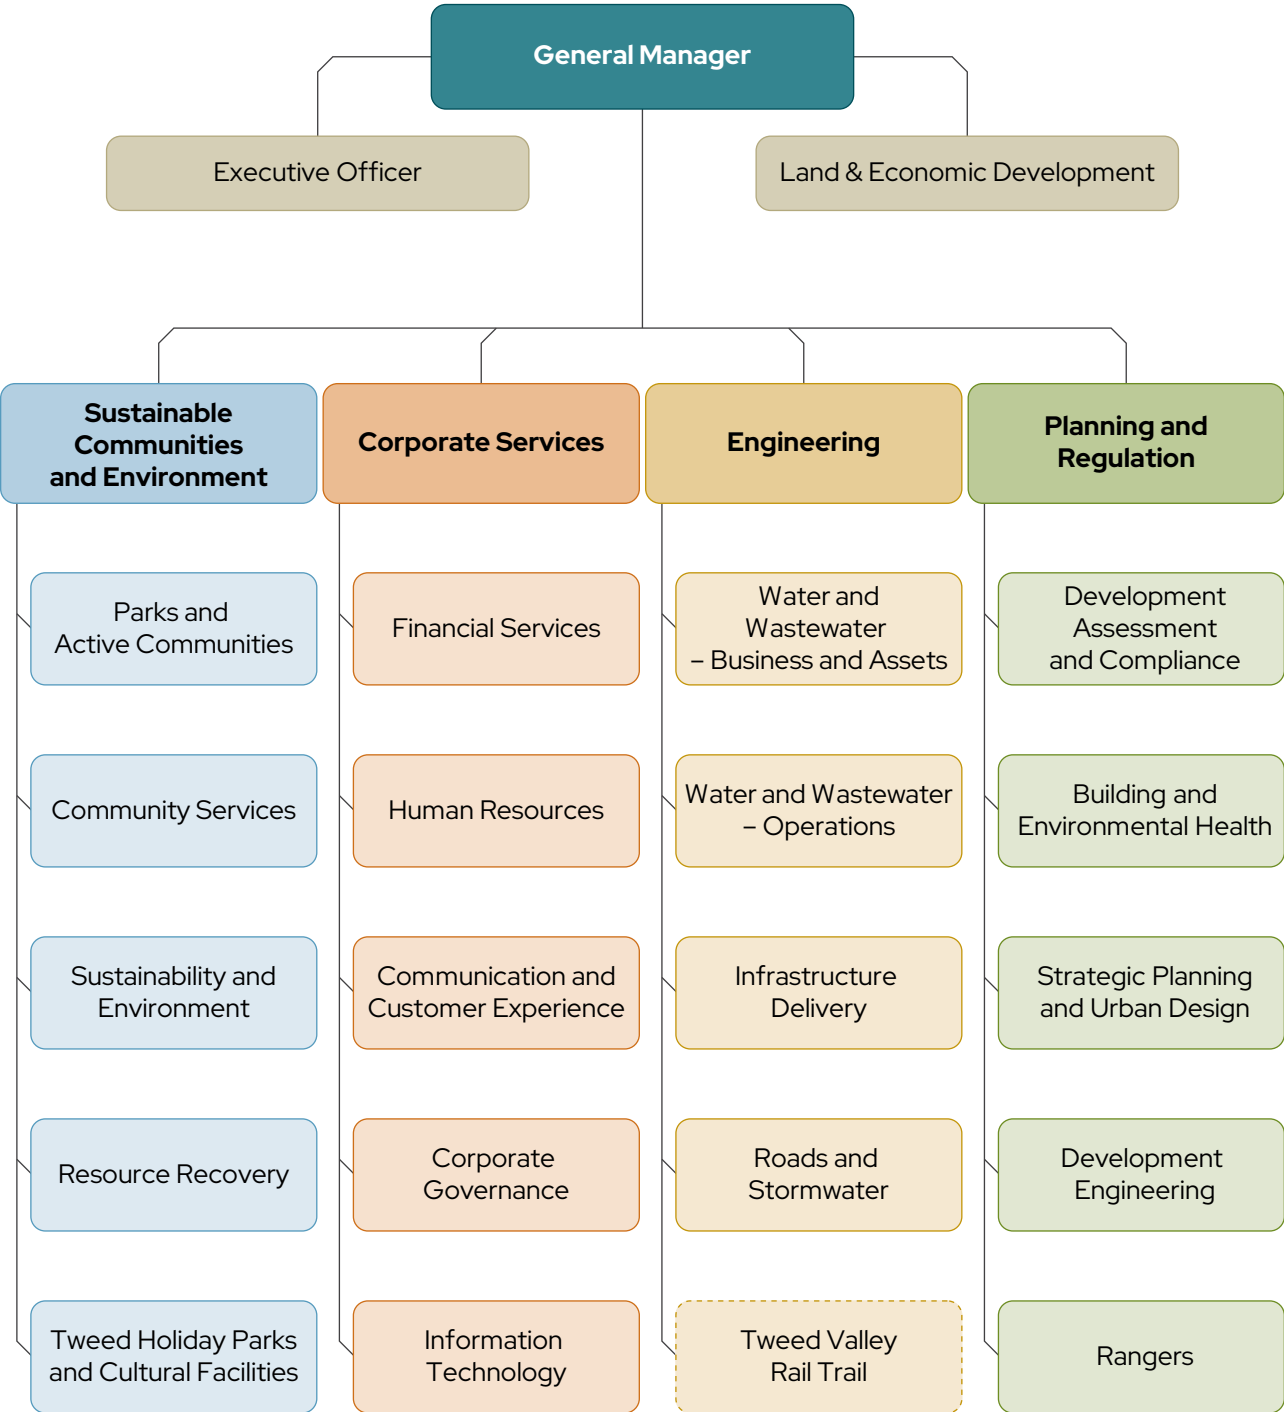 General Manager
Executive Officer
Land & Economic Development
Sustainable
Communities
and Environment
Corporate Services
Engineering
Planning and
Regulation
Parks and
Active Communities
Financial Services
Water and
Wastewater
– Business and Assets
Development
Assessment
and Compliance
Community Services
Human Resources
Water and Wastewater
– Operations
Building and
Environmental Health
Sustainability and
Environment
Communication and
Customer Experience
Infrastructure
Delivery
Strategic Planning
and Urban Design
Resource Recovery
Corporate
Governance
Roads and
Stormwater
Development
Engineering
Tweed Holiday Parks
and Cultural Facilities
Information
Technology
Tweed Valley
Rail Trail
Rangers